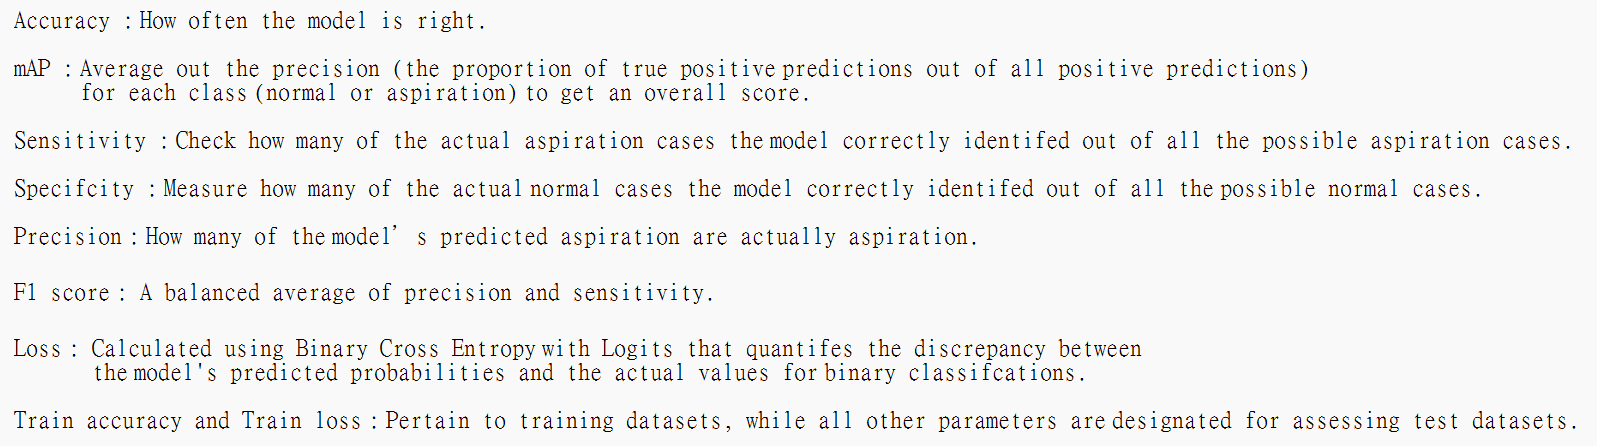 Accuracy : How often the model is right.
mAP : Average out the precision (the proportion of true positive predictions out of all positive predictions)
for each class (normal or aspiration) to get an overall score.
Sensitivity : Check how many of the actual aspiration cases the model correctly identifed out of all the possible aspiration cases.
Specifcity : Measure how many of the actual normal cases the model correctly identifed out of all the possible normal cases.
Precision : How many of the model’s predicted aspiration are actually aspiration.
F1 score : A balanced average of precision and sensitivity.
Loss : Calculated using Binary Cross Entropy with Logits that quantifes the discrepancy between
the model's predicted probabilities and the actual values for binary classifcations.
Train accuracy and Train loss : Pertain to training datasets, while all other parameters are designated for assessing test datasets.